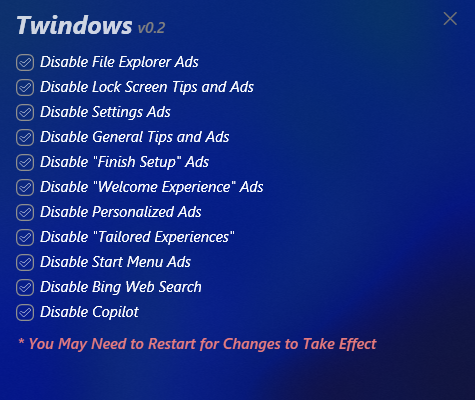 Twindows v0.2
Disable File Explorer Ads
Disable Lock Screen Tips and Ads
Disable Settings Ads
Disable General Tips and Ads
Disable "Finish Setup" Ads
Disable "Welcome Experience" Ads
Disable Personalized Ads
Disable "Tailored Experiences"
Disable Start Menu Ads
Disable Bing Web Search
Disable Copilot
* You May Need to Restart for Changes to Take Effect